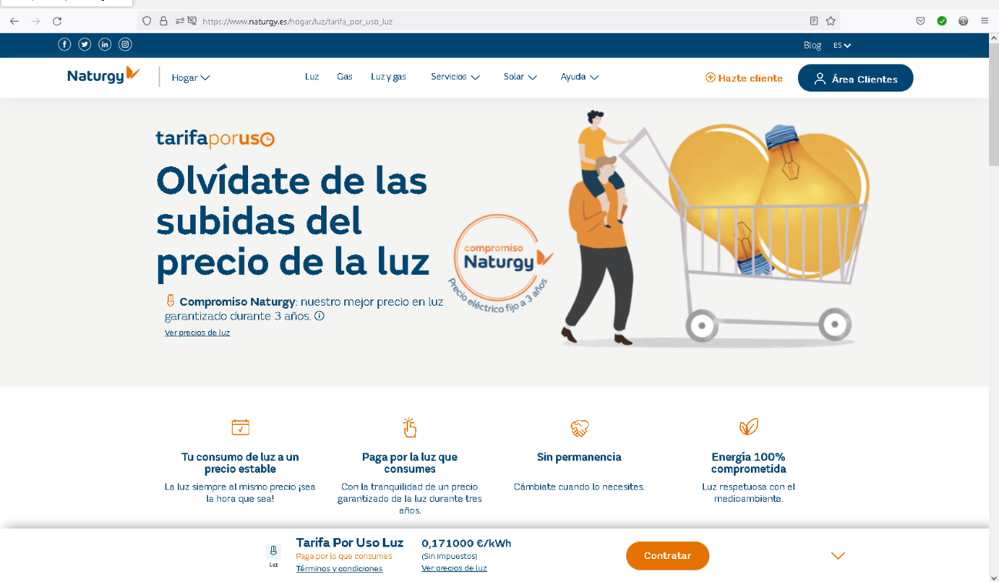 https://www.naturgy.es/hogar/luz/tarifa_por_uso_luz
Blog ES
Naturgy Hogar Luz Gas Luz y gas Servicios Solar Ayuda Hazte cliente Área Clientes
tarifaporuso
Olvídate de las
subidas del
precio de la luz
compromiso
Naturgy
Precio eléctrico fijo a 3 años
Compromiso Naturgy: nuestro mejor precio en luz
garantizado durante 3 años.
Ver precios de luz
Tu consumo de luz a un
precio estable
La luz siempre al mismo precio ¡sea
la hora que sea!
Paga por la luz que
consumes
Con la tranquilidad de un precio
garantizado de la luz durante tres
años.
Sin permanencia
Cámbiate cuando lo necesites.
Energía 100%
comprometida
Luz respetuosa con el
medioambiente.
Luz
Tarifa Por Uso Luz
Paga por lo que consumes
Términos y condiciones
0,171000 €/kWh
(Sin impuestos)
Ver precios de luz
Contratar